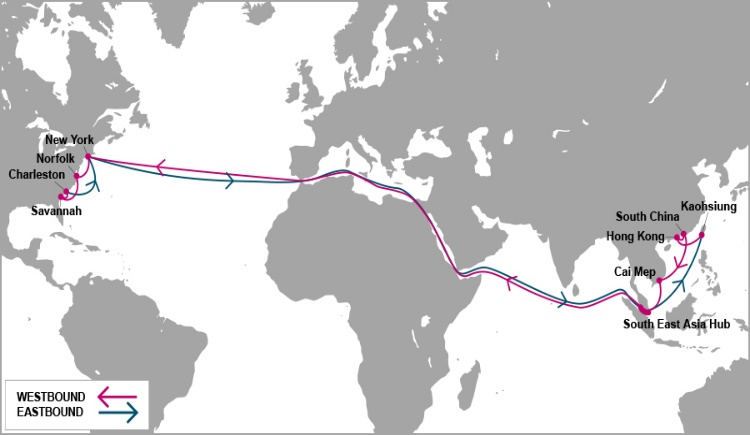 New York
Norfolk
Charleston
Savannah
Kaohsiung
South China
Hong Kong
Cai Mep
South East Asia Hub
WESTBOUND
EASTBOUND